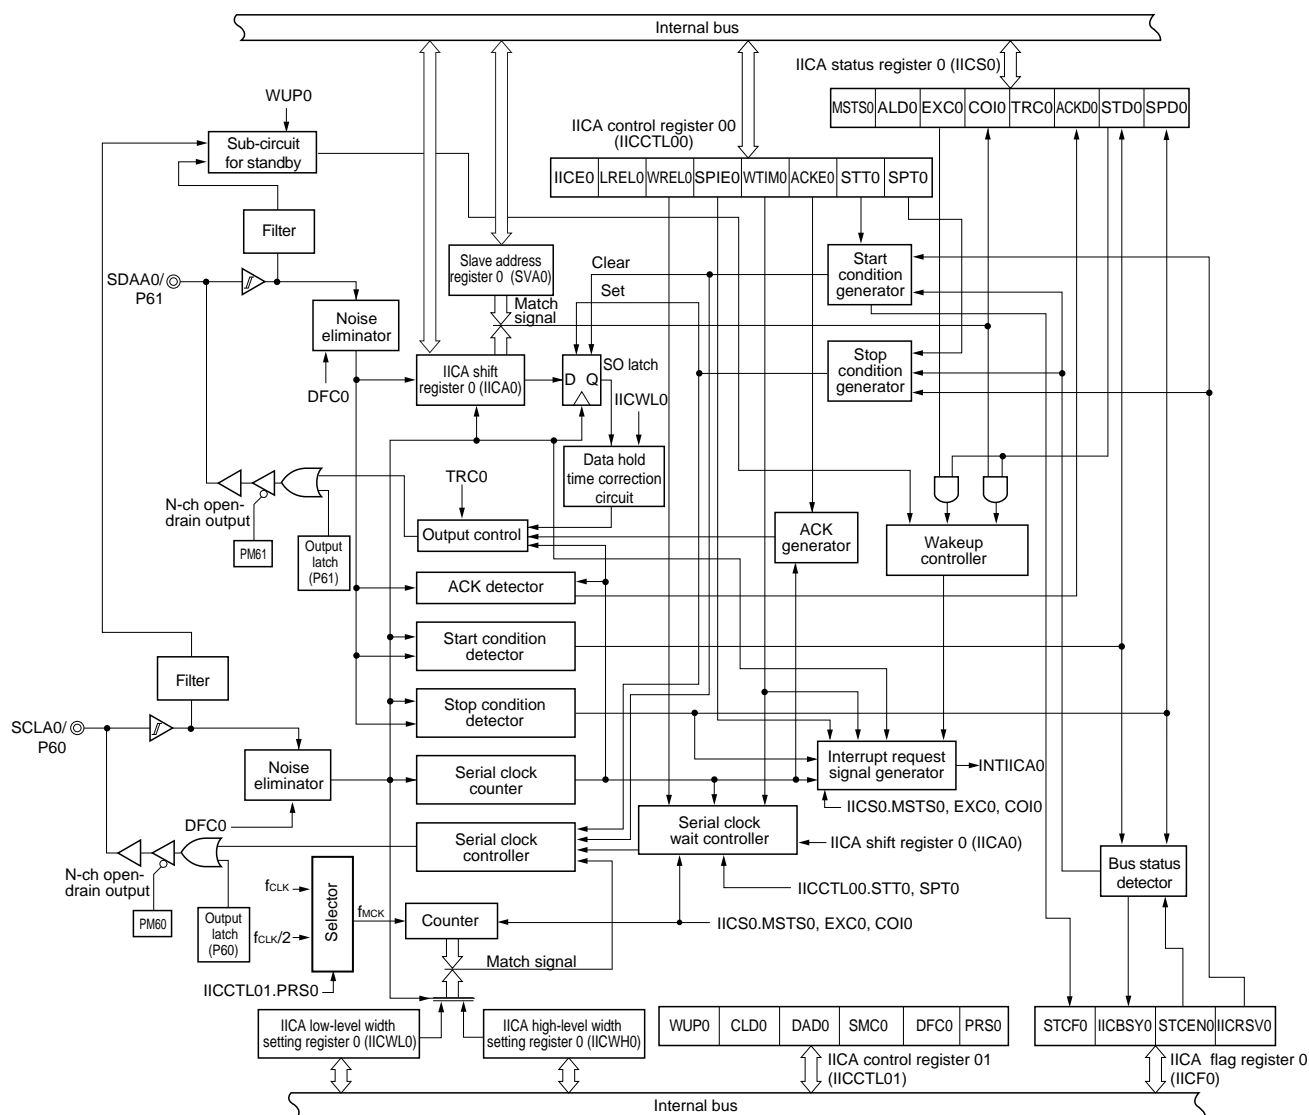 Internal bus
IICA status register 0 (IICS0)
MSTS0 ALD0 EXC0 COI0 TRC0 ACKD0 STD0 SPD0
WUP0
Sub-circuit
for standby
IICA control register 00
(IICCTL00)
IICE0 LREL0 WREL0 SPIE0 WTIM0 ACKE0 STT0 SPT0
Filter
Slave address
register 0 (SVA0)
Clear
Set
Start
condition
generator
SDAA0/
P61
Noise
eliminator
Match
signal
Stop
condition
generator
DFC0
IICA shift
register 0 (IICA0)
D Q
SO latch
IICWL0
Data hold
time correction
circuit
TRC0
N-ch open-
drain output
PM61
Output
latch
(P61)
Output control
ACK
generator
Wakeup
controller
ACK detector
Start condition
detector
Filter
Stop condition
detector
SCLA0/
P60
Noise
eliminator
Serial clock
counter
Interrupt request
signal generator
INTIICA0
IICS0.MSTS0, EXC0, COI0
DFC0
Serial clock
controller
Serial clock
wait controller
IICA shift register 0 (IICA0)
Bus status
detector
N-ch open-
drain output
PM60
Output
latch
(P60)
fCLK
fCLK/2
Selector
fMCK
Counter
IICCTL00.STT0, SPT0
IICS0.MSTS0, EXC0, COI0
Match signal
IICCTL01.PRS0
IICA low-level width
setting register 0 (IICWL0)
IICA high-level width
setting register 0 (IICWH0)
WUP0 CLD0 DAD0 SMC0 DFC0 PRS0
IICA control register 01
(IICCTL01)
STCF0 IICBSY0 STCEN0 IICRSV0
IICA flag register 0
(IICF0)
Internal bus